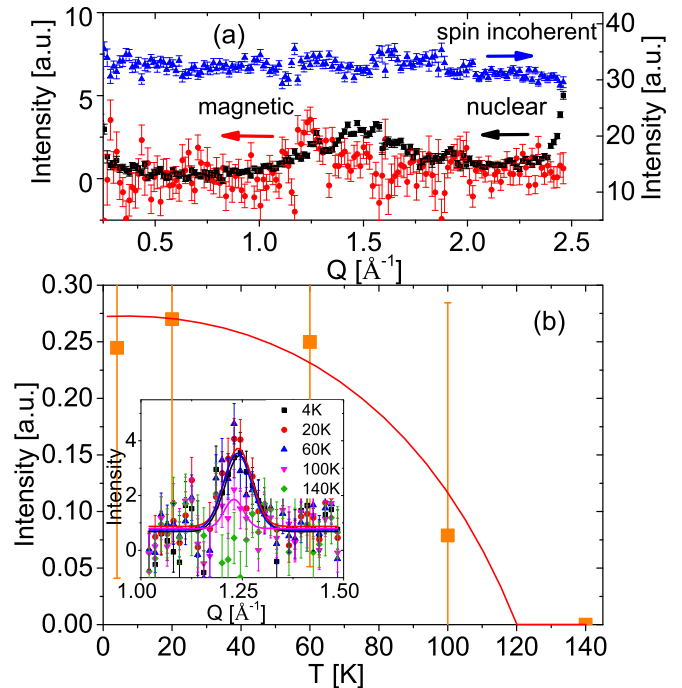 (a)
spin incoherent
magnetic
nuclear
Intensity [a.u.]
10
5
0
Intensity [a.u.]
40
30
20
10
0.5
1.0
1.5
2.0
2.5
Q [Å⁻¹]
(b)
Intensity [a.u.]
0.30
0.25
0.20
0.15
0.10
0.05
0.00
0
20
40
60
80
100
120
140
T [K]
4K
20K
60K
100K
140K
Intensity
4
2
0
1.00
1.25
1.50
Q [Å⁻¹]